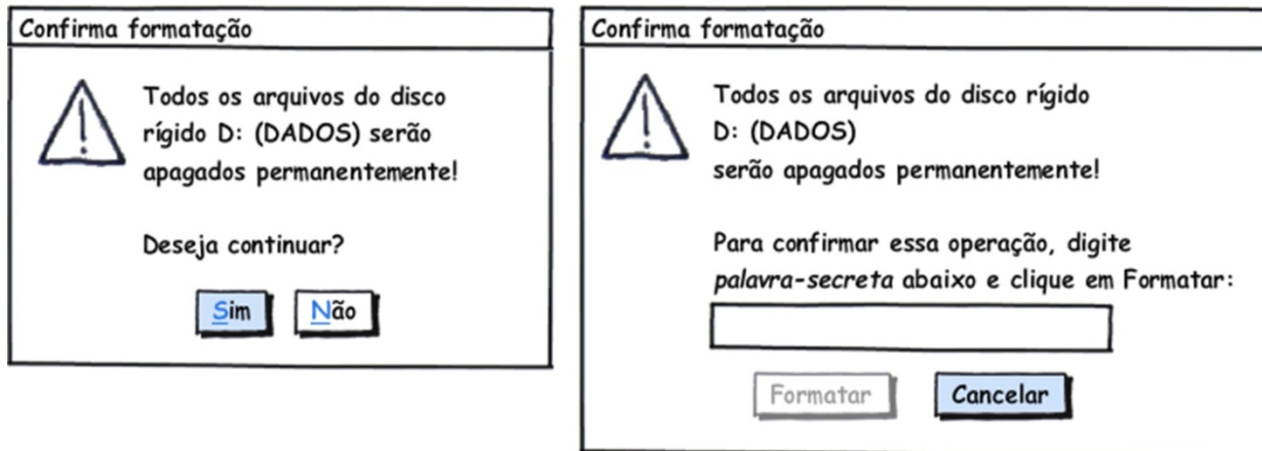 Confirma formatação
Todos os arquivos do disco
rígido D: (DADOS) serão
apagados permanentemente!
Deseja continuar?
Sim
Não
Confirma formatação
Todos os arquivos do disco rígido
D: (DADOS)
serão apagados permanentemente!
Para confirmar essa operação, digite
palavra-secreta abaixo e clique em Formatar:
Formatar
Cancelar